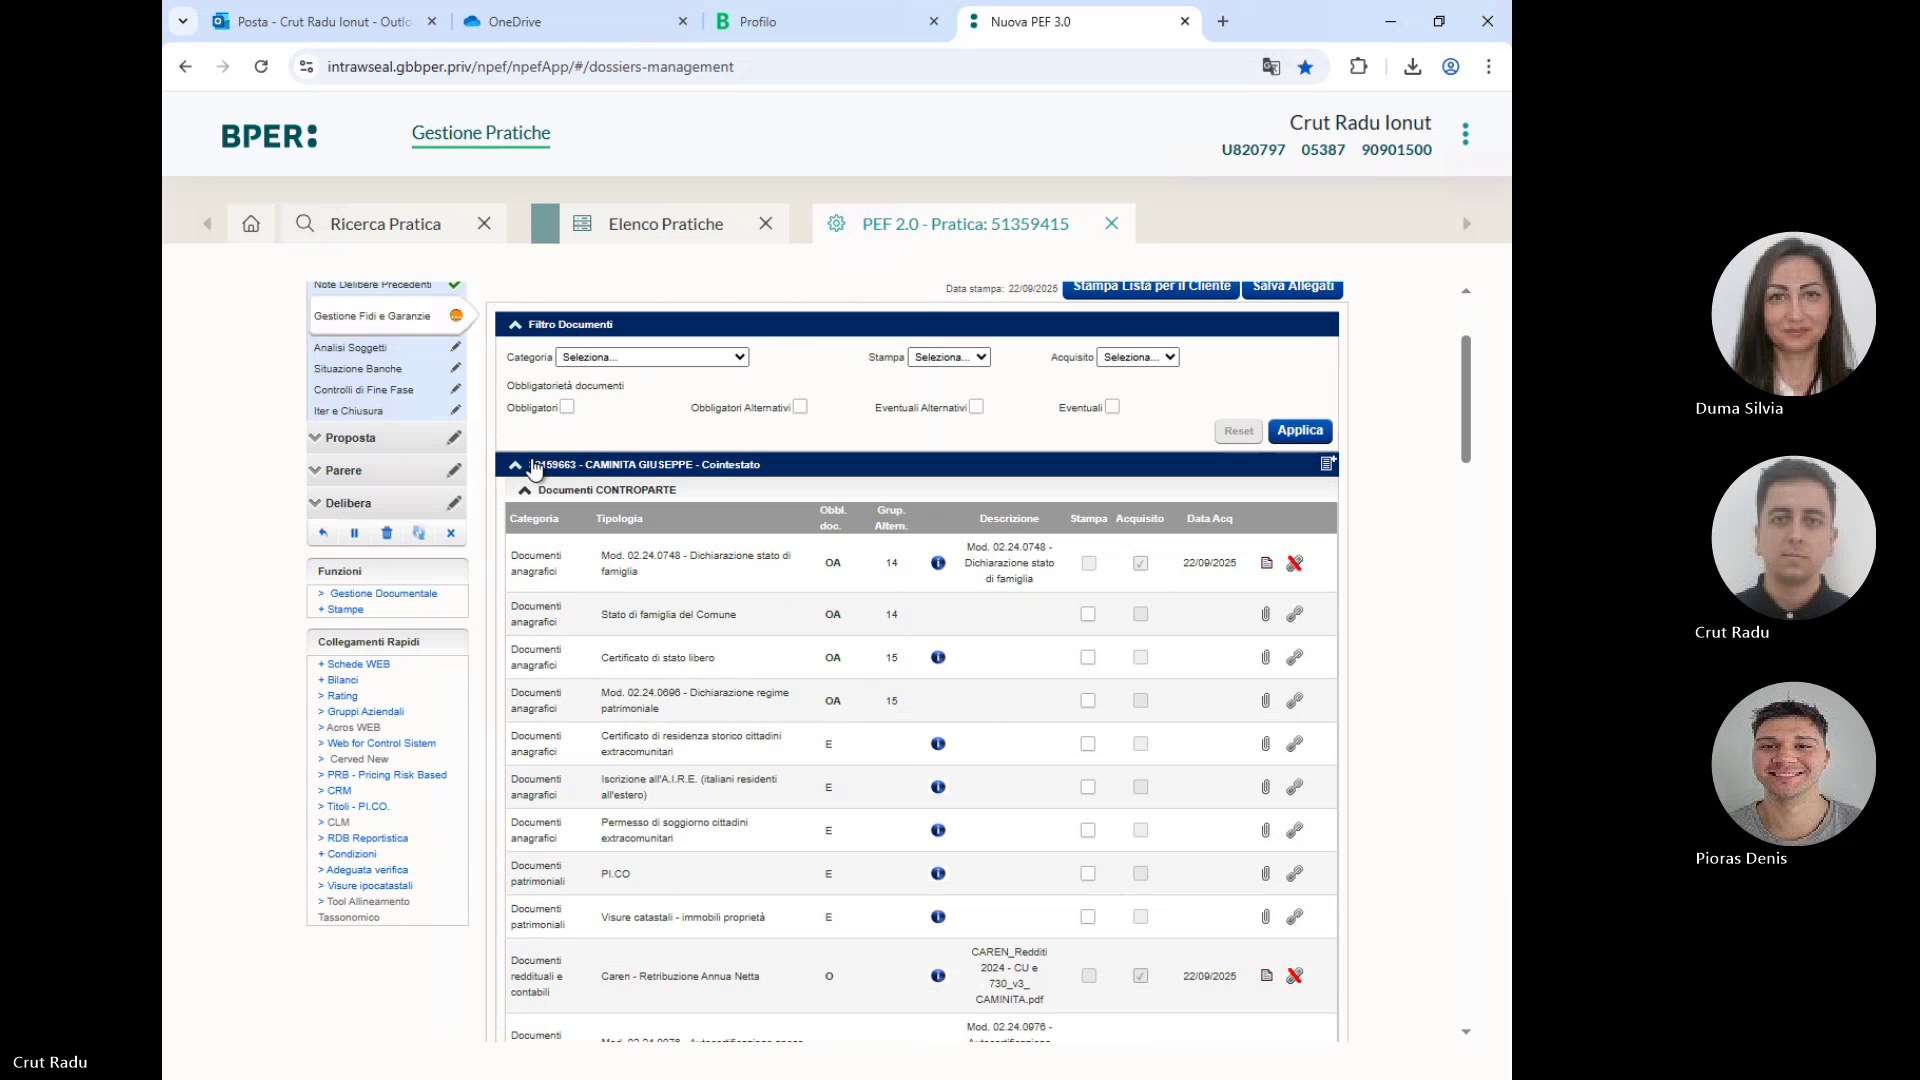 Posta - Crut Radu Ionut - Outlo
OneDrive
Profilo
Nuova PEF 3.0
intrawseal.gbbper.priv/npef/npefApp/#/dossiers-management
BPER:
Gestione Pratiche
Crut Radu Ionut
U820797 05387 90901500
Ricerca Pratica
Elenco Pratiche
PEF 2.0 - Pratica: 51359415
Note Delibere Precedenti
Gestione Fidi e Garanzie
Analisi Soggetti
Situazione Banche
Controlli di Fine Fase
Iter e Chiusura
Proposta
Parere
Delibera
Funzioni
> Gestione Documentale
+ Stampe
Collegamenti Rapidi
+ Schede WEB
+ Bilanci
> Rating
> Gruppi Aziendali
> Acros WEB
> Web for Control Sistem
> Cerved New
> PRB - Pricing Risk Based
> CRM
> Titoli - PI.CO.
> CLM
> RDB Reportistica
+ Condizioni
> Adeguata verifica
> Visure ipocatastali
> Tool Allineamento
Tassonomico
Data stampa: 22/09/2025 Stampa Lista per il Cliente Salva Allegati
Filtro Documenti
Categoria Seleziona... Stampa Seleziona... Acquisito Seleziona...
Obbligatorietà documenti
Obbligatori Obbligatori Alternativi Eventuali Alternativi Eventuali
Reset Applica
159663 - CAMINITA GIUSEPPE - Cointestato
Documenti CONTROPARTE
Categoria Tipologia Obbl. doc. Grup. Altern. Descrizione Stampa Acquisito Data Acq
Documenti anagrafici Mod. 02.24.0748 - Dichiarazione stato di famiglia OA 14 Mod. 02.24.0748 - Dichiarazione stato di famiglia 22/09/2025
Documenti anagrafici Stato di famiglia del Comune OA 14
Documenti anagrafici Certificato di stato libero OA 15
Documenti anagrafici Mod. 02.24.0696 - Dichiarazione regime patrimoniale OA 15
Documenti anagrafici Certificato di residenza storico cittadini extracomunitari E
Documenti anagrafici Iscrizione all'A.I.R.E. (italiani residenti all'estero) E
Documenti anagrafici Permesso di soggiorno cittadini extracomunitari E
Documenti patrimoniali PI.CO E
Documenti patrimoniali Visure catastali - immobili proprietà E
Documenti reddituali e contabili Caren - Retribuzione Annua Netta O CAREN_Redditi 2024 - CU e 730_v3_ CAMINITA.pdf 22/09/2025
Documenti Mod. 02.24.0976 -
Duma Silvia
Crut Radu
Pioras Denis
Crut Radu